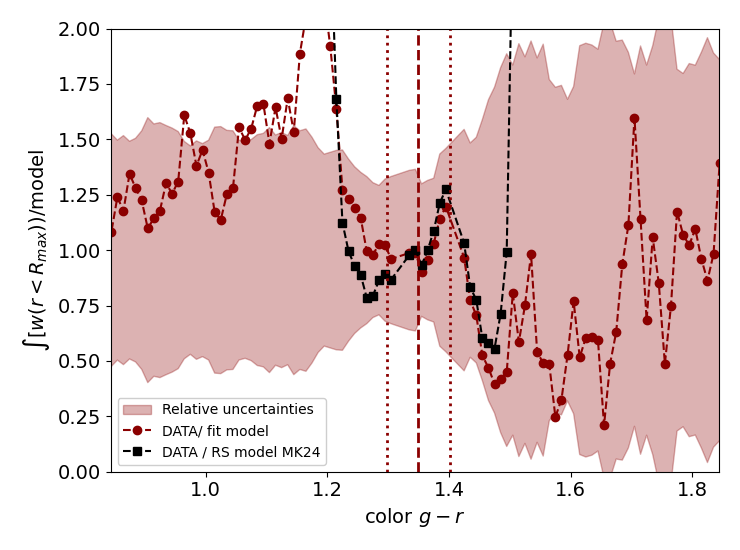 ∫[w(r < R_max))/model
2.00
1.75
1.50
1.25
1.00
0.75
0.50
0.25
0.00
Relative uncertainties
DATA/ fit model
DATA / RS model MK24
1.0 1.2 1.4 1.6 1.8
color g − r